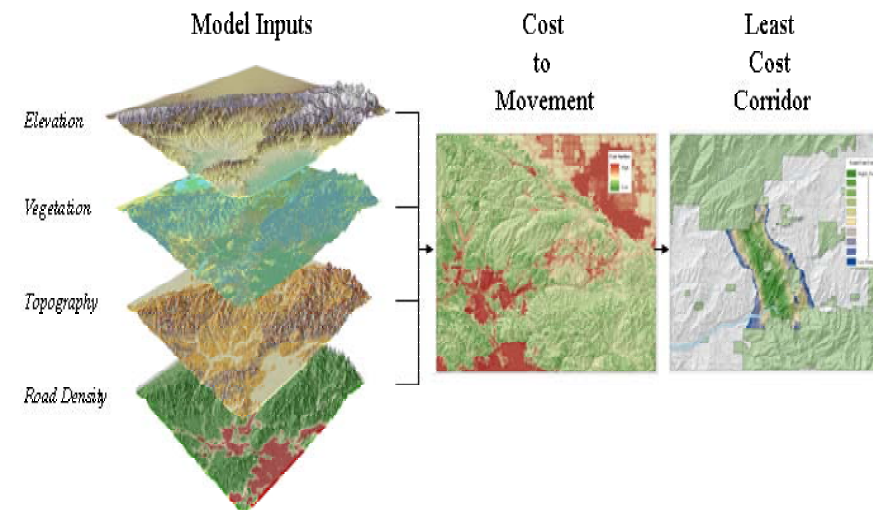 Model Inputs
Cost
to
Movement
Least
Cost
Corridor
Elevation
Vegetation
Topography
Road Density